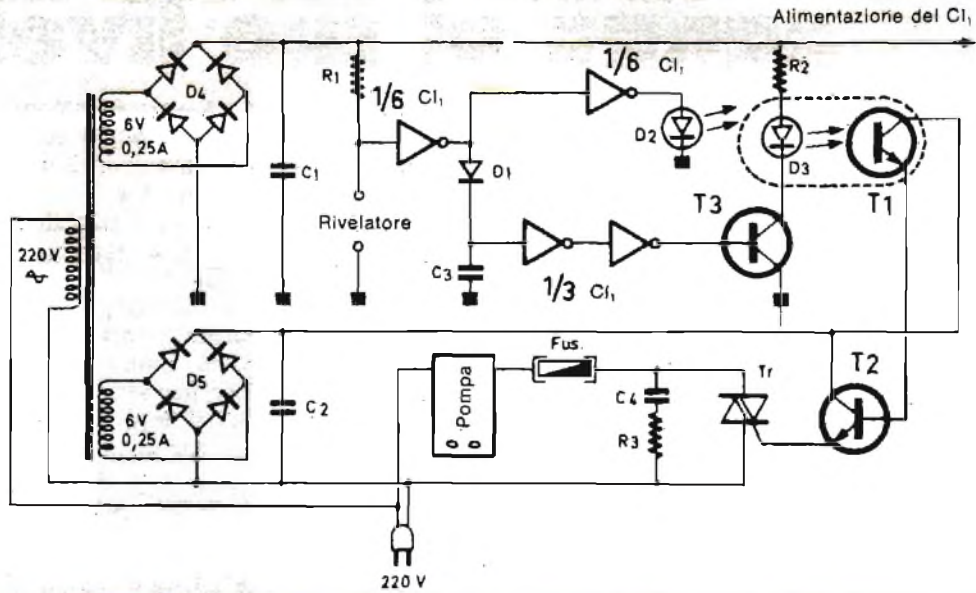 Alimentazione del CI₁
R1
1/6 CI₁
1/6 CI₁
R2
D4
6V
0,25A
C1
D1
D2
D3
T1
T3
Rivelatore
220V
C3
1/3 CI₁
Fus.
Tr
T2
D5
C2
Pompa
C4
R3
6V
0,25A
220 V